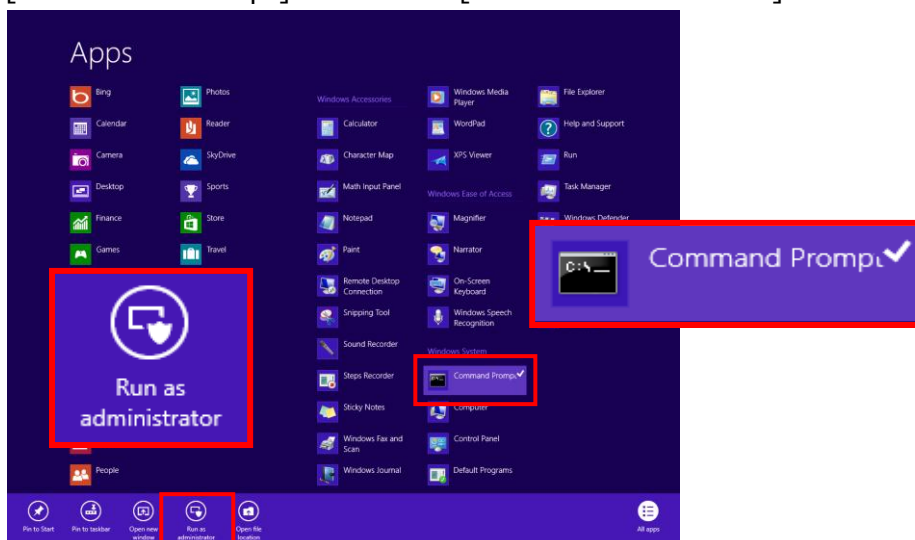 Apps
Bing
Calendar
Camera
Desktop
Finance
Games
People
Photos
Reader
SkyDrive
Sports
Store
Travel
Windows Accessories
Calculator
Character Map
Math Input Panel
Notepad
Paint
Remote Desktop
Connection
Snipping Tool
Sound Recorder
Steps Recorder
Sticky Notes
Windows Fax and
Scan
Windows Journal
Windows Media
Player
WordPad
XPS Viewer
Windows Ease of Access
Magnifier
Narrator
On-Screen
Keyboard
Windows Speech
Recognition
Windows System
Command Promp
Computer
Control Panel
Default Programs
File Explorer
Help and Support
Run
Task Manager
Windows Defender
C:\_
Command Promp
Run as
administrator
Pin to Start
Pin to taskbar
Open new
window
Run as
administrator
Open file
location
All apps